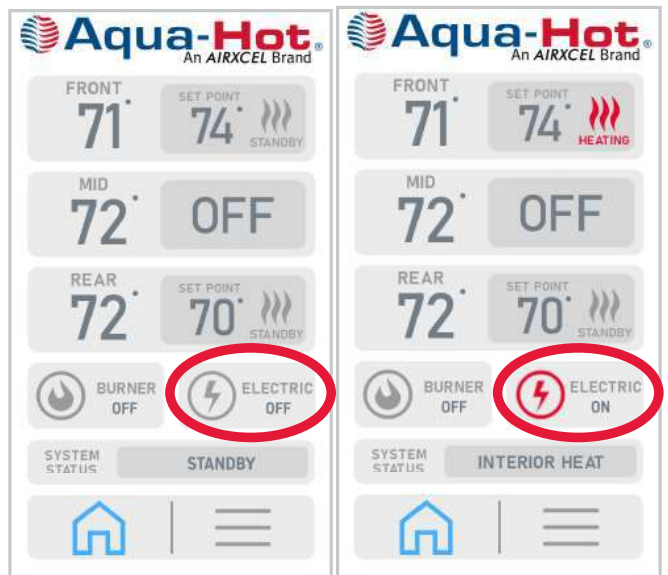 Aqua-Hot®
An AIRXCEL Brand
FRONT
71°
SET POINT
74°
STANDBY
MID
72°
OFF
REAR
72°
SET POINT
70°
STANDBY
BURNER
OFF
ELECTRIC
OFF
SYSTEM
STATUS
STANDBY
Aqua-Hot®
An AIRXCEL Brand
FRONT
71°
SET POINT
74°
HEATING
MID
72°
OFF
REAR
72°
SET POINT
70°
STANDBY
BURNER
OFF
ELECTRIC
ON
SYSTEM
STATUS
INTERIOR HEAT